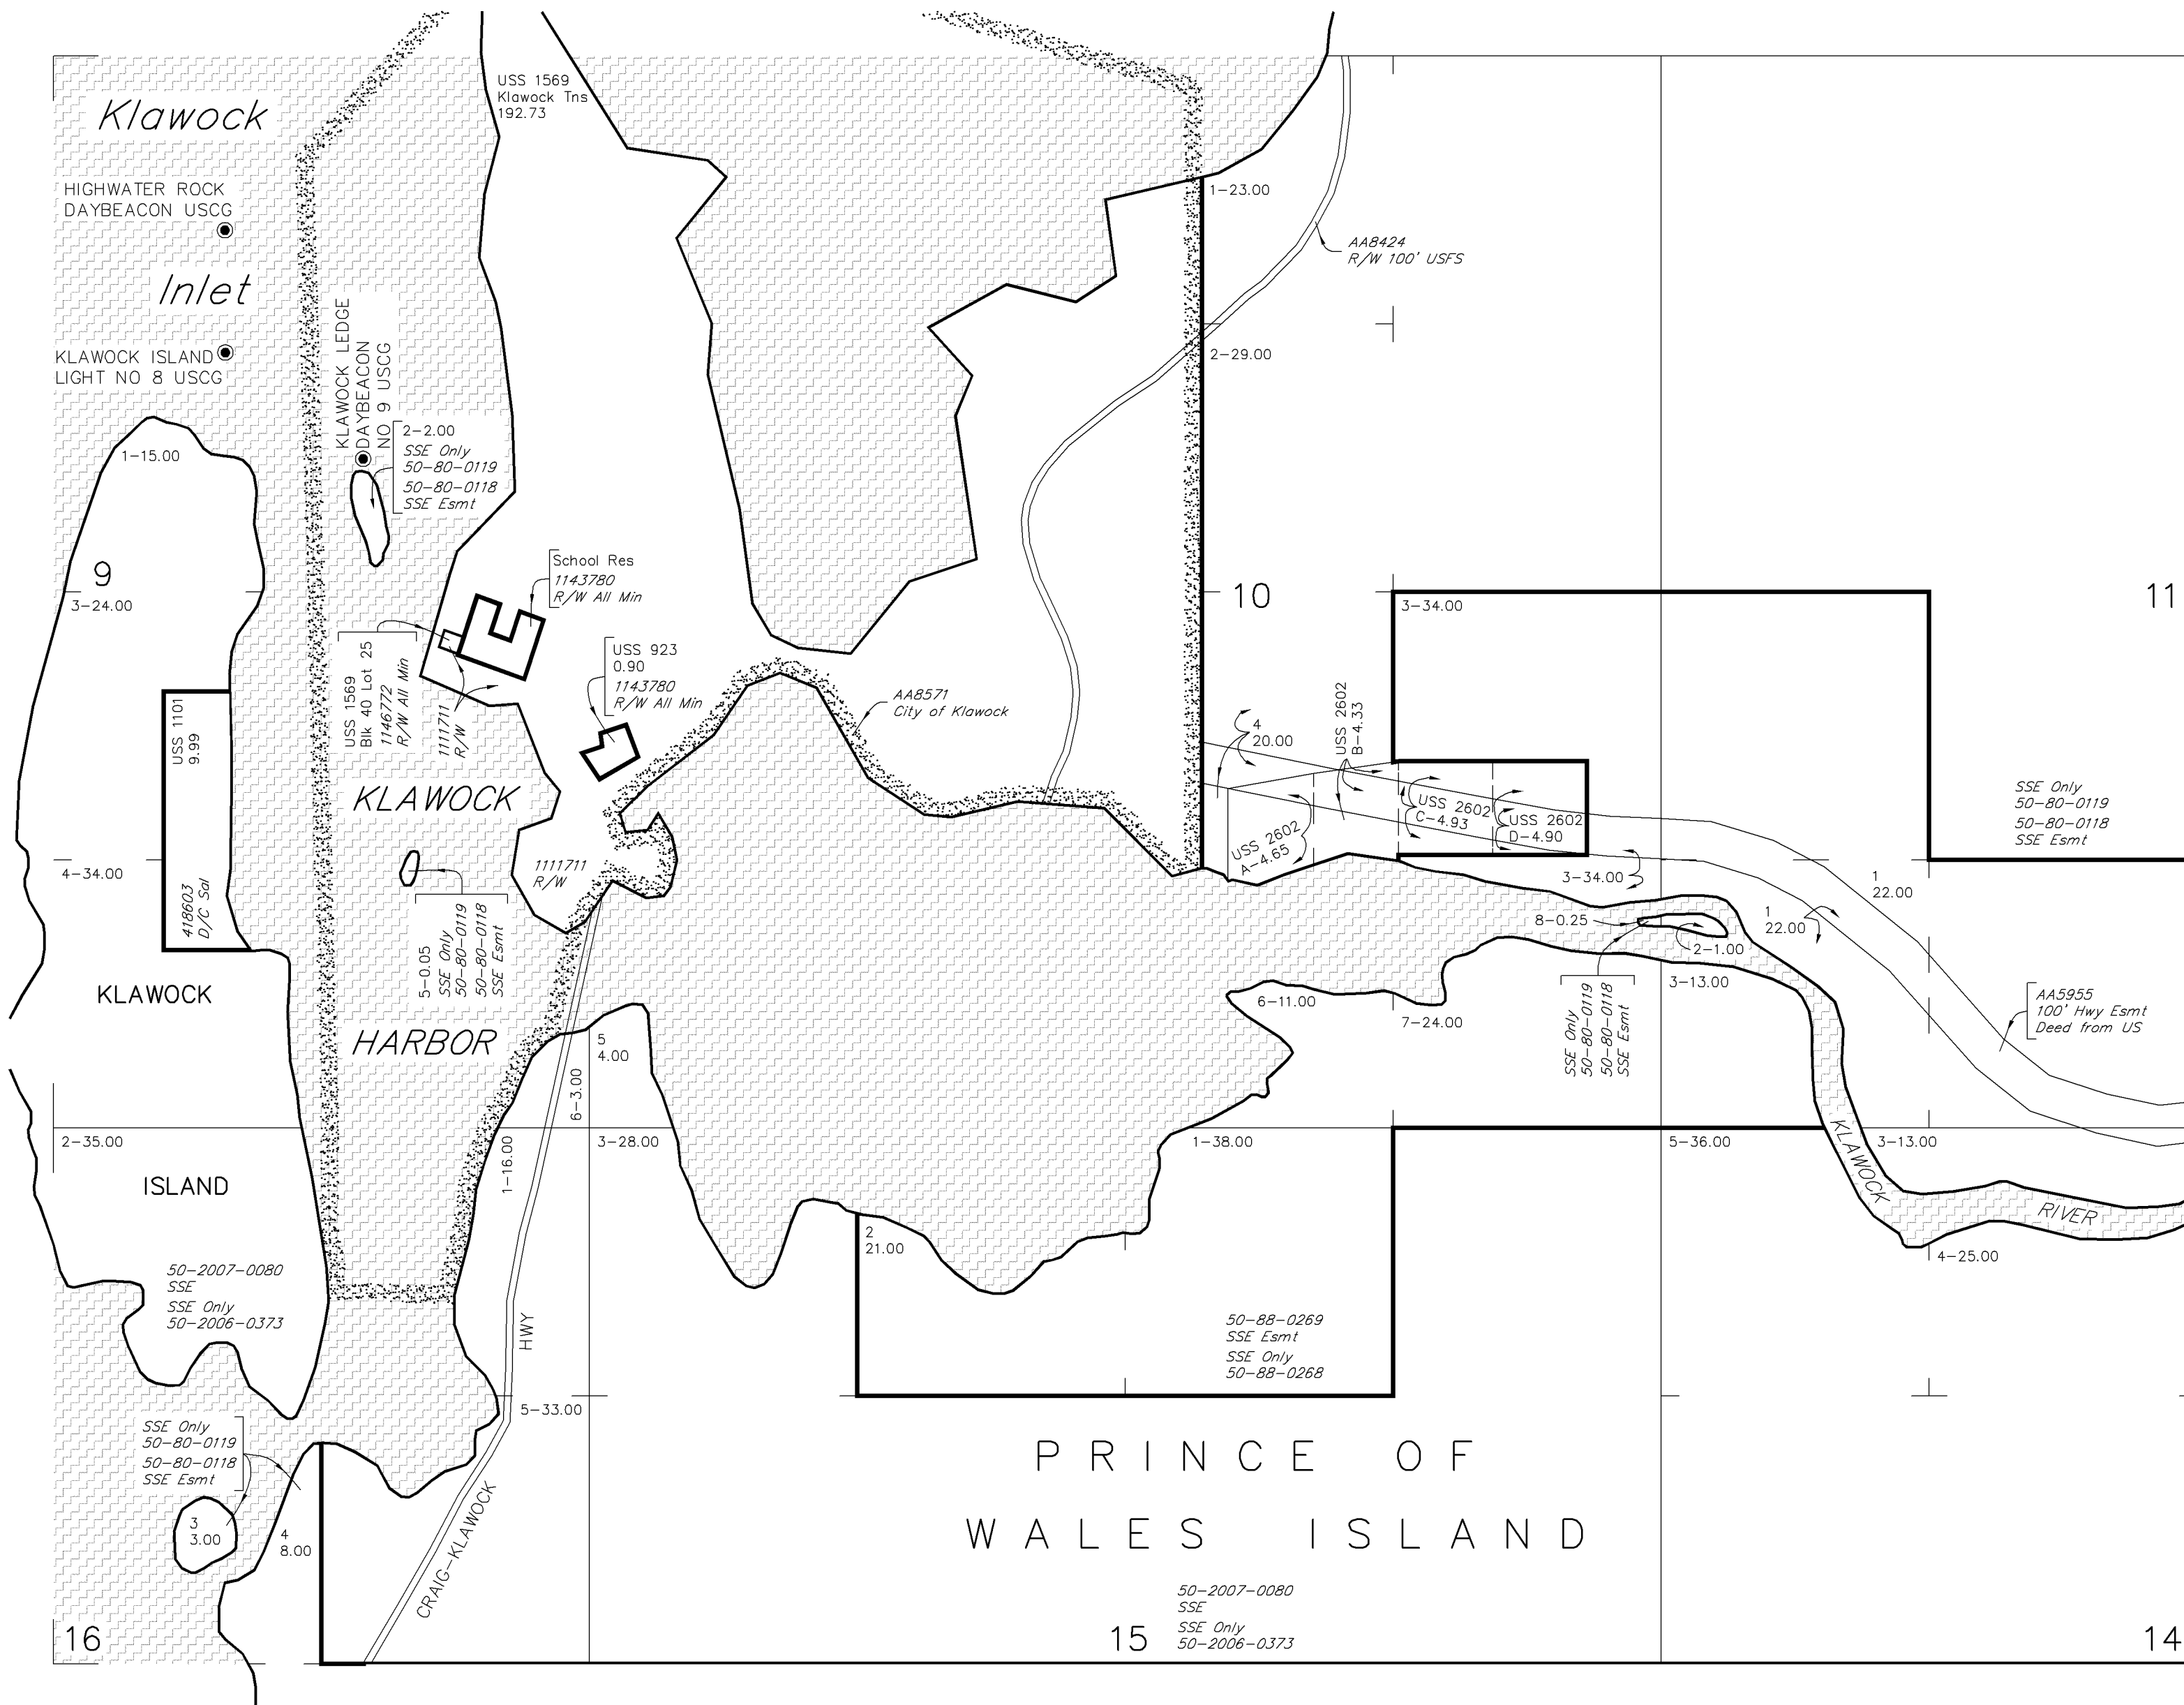 USS 1569
Klawock Tns
192.73
Klawock
HIGHWATER ROCK
DAYBEACON USCG
Inlet
KLAWOCK ISLAND
LIGHT NO 8 USCG
KLAWOCK LEDGE
DAYBEACON
NO 9 USCG
2-2.00
SSE Only
50-80-0119
50-80-0118
SSE Esmt
1-15.00
9
3-24.00
School Res
1143780
R/W All Min
USS 923
0.90
1143780
R/W All Min
USS 1569
Blk 40 Lot 25
1146772
R/W All Min
1111711
R/W
USS 1101
9.99
418603
D/C Sal
4-34.00
KLAWOCK
1111711
R/W
5-0.05
SSE Only
50-80-0119
50-80-0118
SSE Esmt
KLAWOCK
HARBOR
AA8571
City of Klawock
1-23.00
AA8424
R/W 100' USFS
2-29.00
10
3-34.00
11
4
20.00
USS 2602
B-4.33
USS 2602
A-4.65
USS 2602
C-4.93
USS 2602
D-4.90
SSE Only
50-80-0119
50-80-0118
SSE Esmt
3-34.00
1
22.00
1
22.00
8-0.25
2-1.00
3-13.00
6-11.00
7-24.00
SSE Only
50-80-0119
50-80-0118
SSE Esmt
AA5955
100' Hwy Esmt
Deed from US
5
4.00
6-3.00
2-35.00
1-16.00
3-28.00
1-38.00
5-36.00
3-13.00
KLAWOCK
RIVER
4-25.00
ISLAND
50-2007-0080
SSE
SSE Only
50-2006-0373
2
21.00
HWY
50-88-0269
SSE Esmt
SSE Only
50-88-0268
5-33.00
SSE Only
50-80-0119
50-80-0118
SSE Esmt
3
3.00
4
8.00
CRAIG-KLAWOCK
PRINCE OF
WALES ISLAND
50-2007-0080
SSE
SSE Only
50-2006-0373
16
15
14